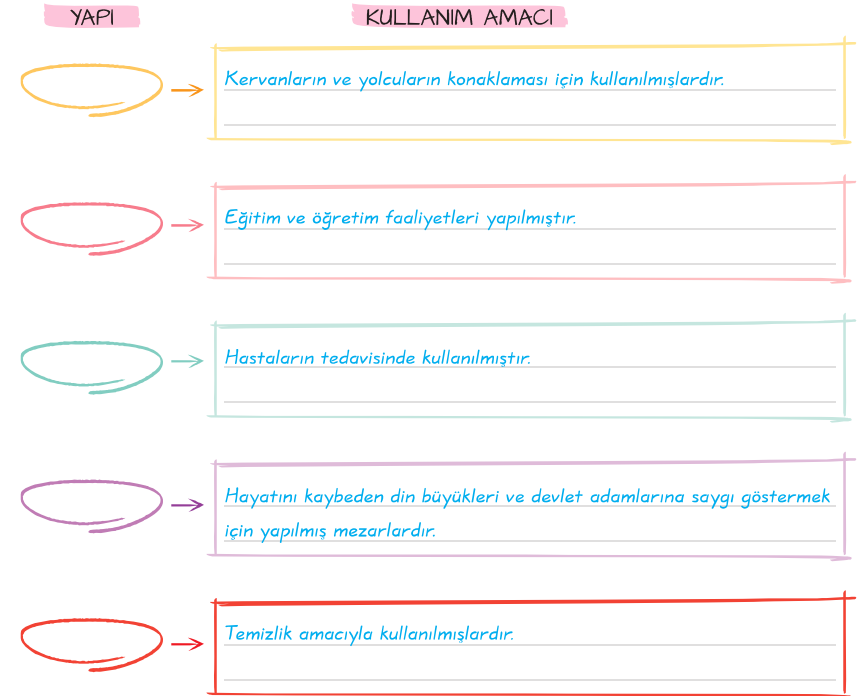 YAPI
KULLANIM AMACI
Kervanların ve yolcuların konaklaması için kullanılmışlardır.
Eğitim ve öğretim faaliyetleri yapılmıştır.
Hastaların tedavisinde kullanılmıştır.
Hayatını kaybeden din büyükleri ve devlet adamlarına saygı göstermek
için yapılmış mezarlardır.
Temizlik amacıyla kullanılmışlardır.